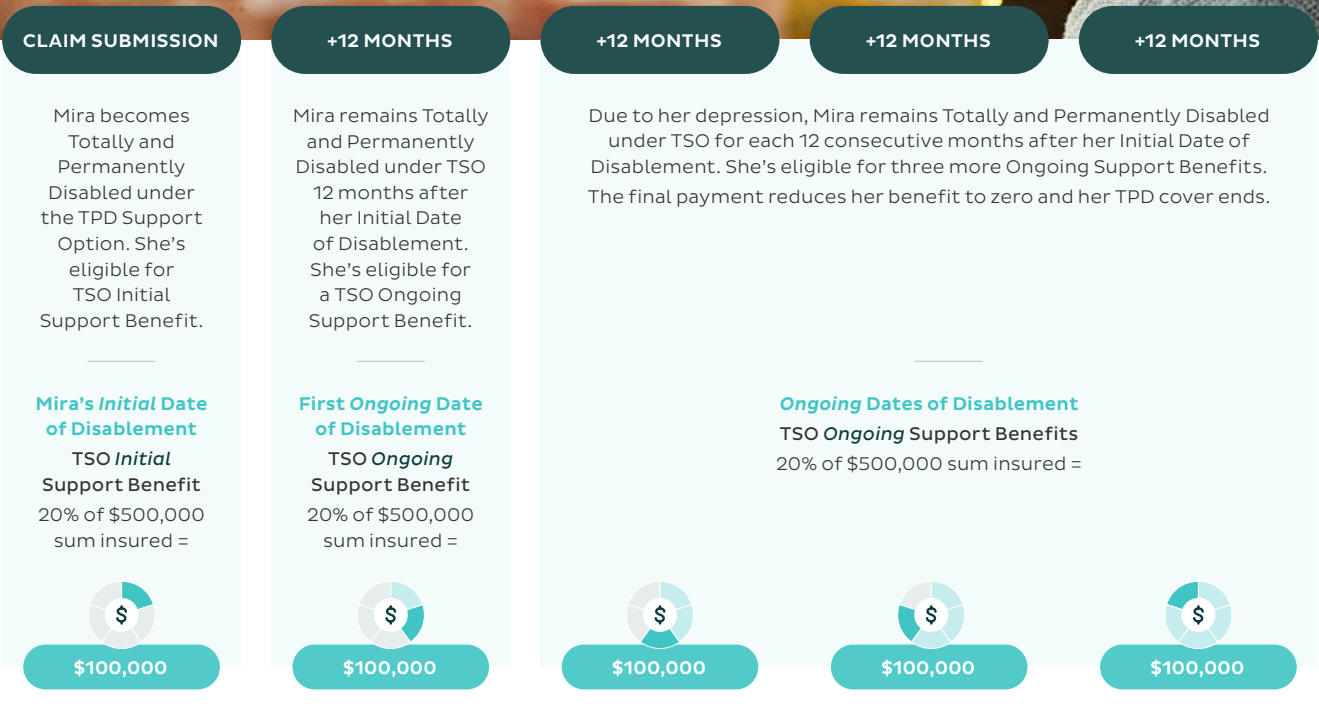 CLAIM SUBMISSION
+12 MONTHS
+12 MONTHS
+12 MONTHS
+12 MONTHS
Mira becomes
Totally and
Permanently
Disabled under
the TPD Support
Option. She’s
eligible for
TSO Initial
Support Benefit.
Mira’s Initial Date
of Disablement
TSO Initial
Support Benefit
20% of $500,000
sum insured =
$
$100,000
Mira remains Totally
and Permanently
Disabled under TSO
12 months after
her Initial Date
of Disablement.
She’s eligible for
a TSO Ongoing
Support Benefit.
First Ongoing Date
of Disablement
TSO Ongoing
Support Benefit
20% of $500,000
sum insured =
$
$100,000
Due to her depression, Mira remains Totally and Permanently Disabled
under TSO for each 12 consecutive months after her Initial Date of
Disablement. She’s eligible for three more Ongoing Support Benefits.
The final payment reduces her benefit to zero and her TPD cover ends.
Ongoing Dates of Disablement
TSO Ongoing Support Benefits
20% of $500,000 sum insured =
$
$100,000
$
$100,000
$
$100,000